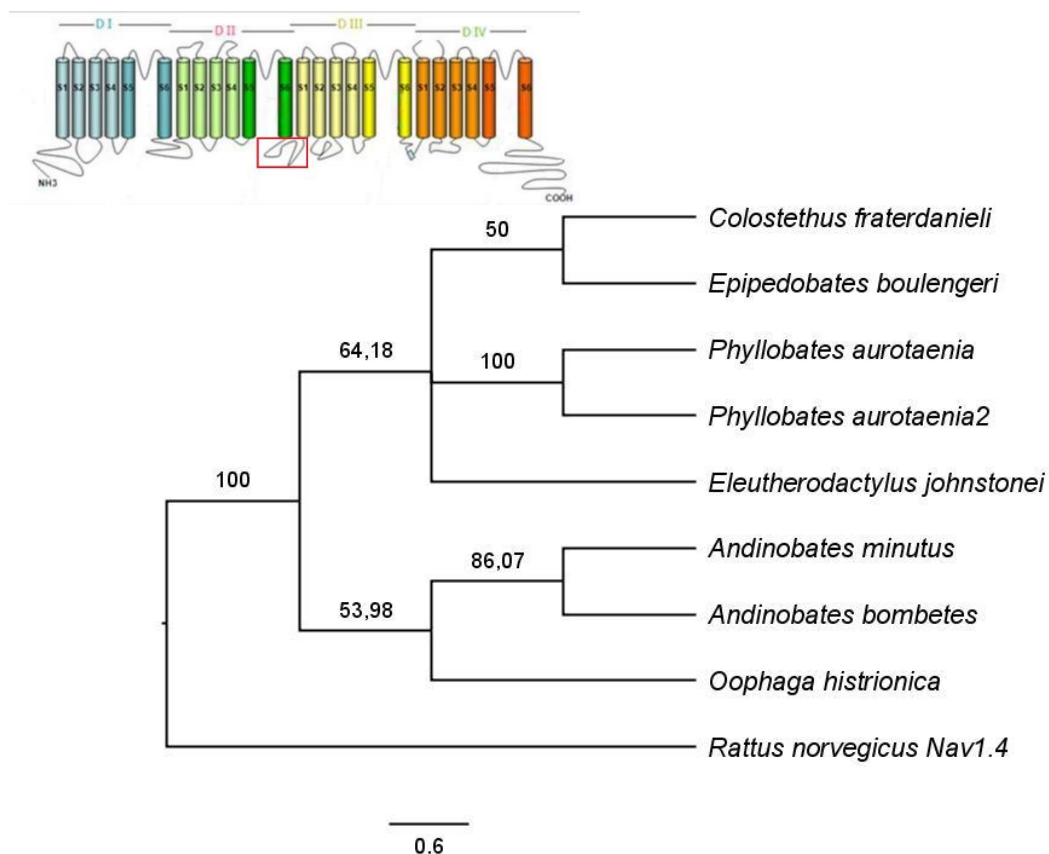 D I D II D III D IV
S1 S2 S3 S4 S5 S6 S1 S2 S3 S4 S5 S6 S1 S2 S3 S4 S5 S6 S1 S2 S3 S4 S5 S6
NH3
COOH
50
Colostethus fraterdanieli
Epipedobates boulengeri
64,18
100
Phyllobates aurotaenia
Phyllobates aurotaenia2
100
Eleutherodactylus johnstonei
86,07
Andinobates minutus
Andinobates bombetes
53,98
Oophaga histrionica
Rattus norvegicus Nav1.4
0.6